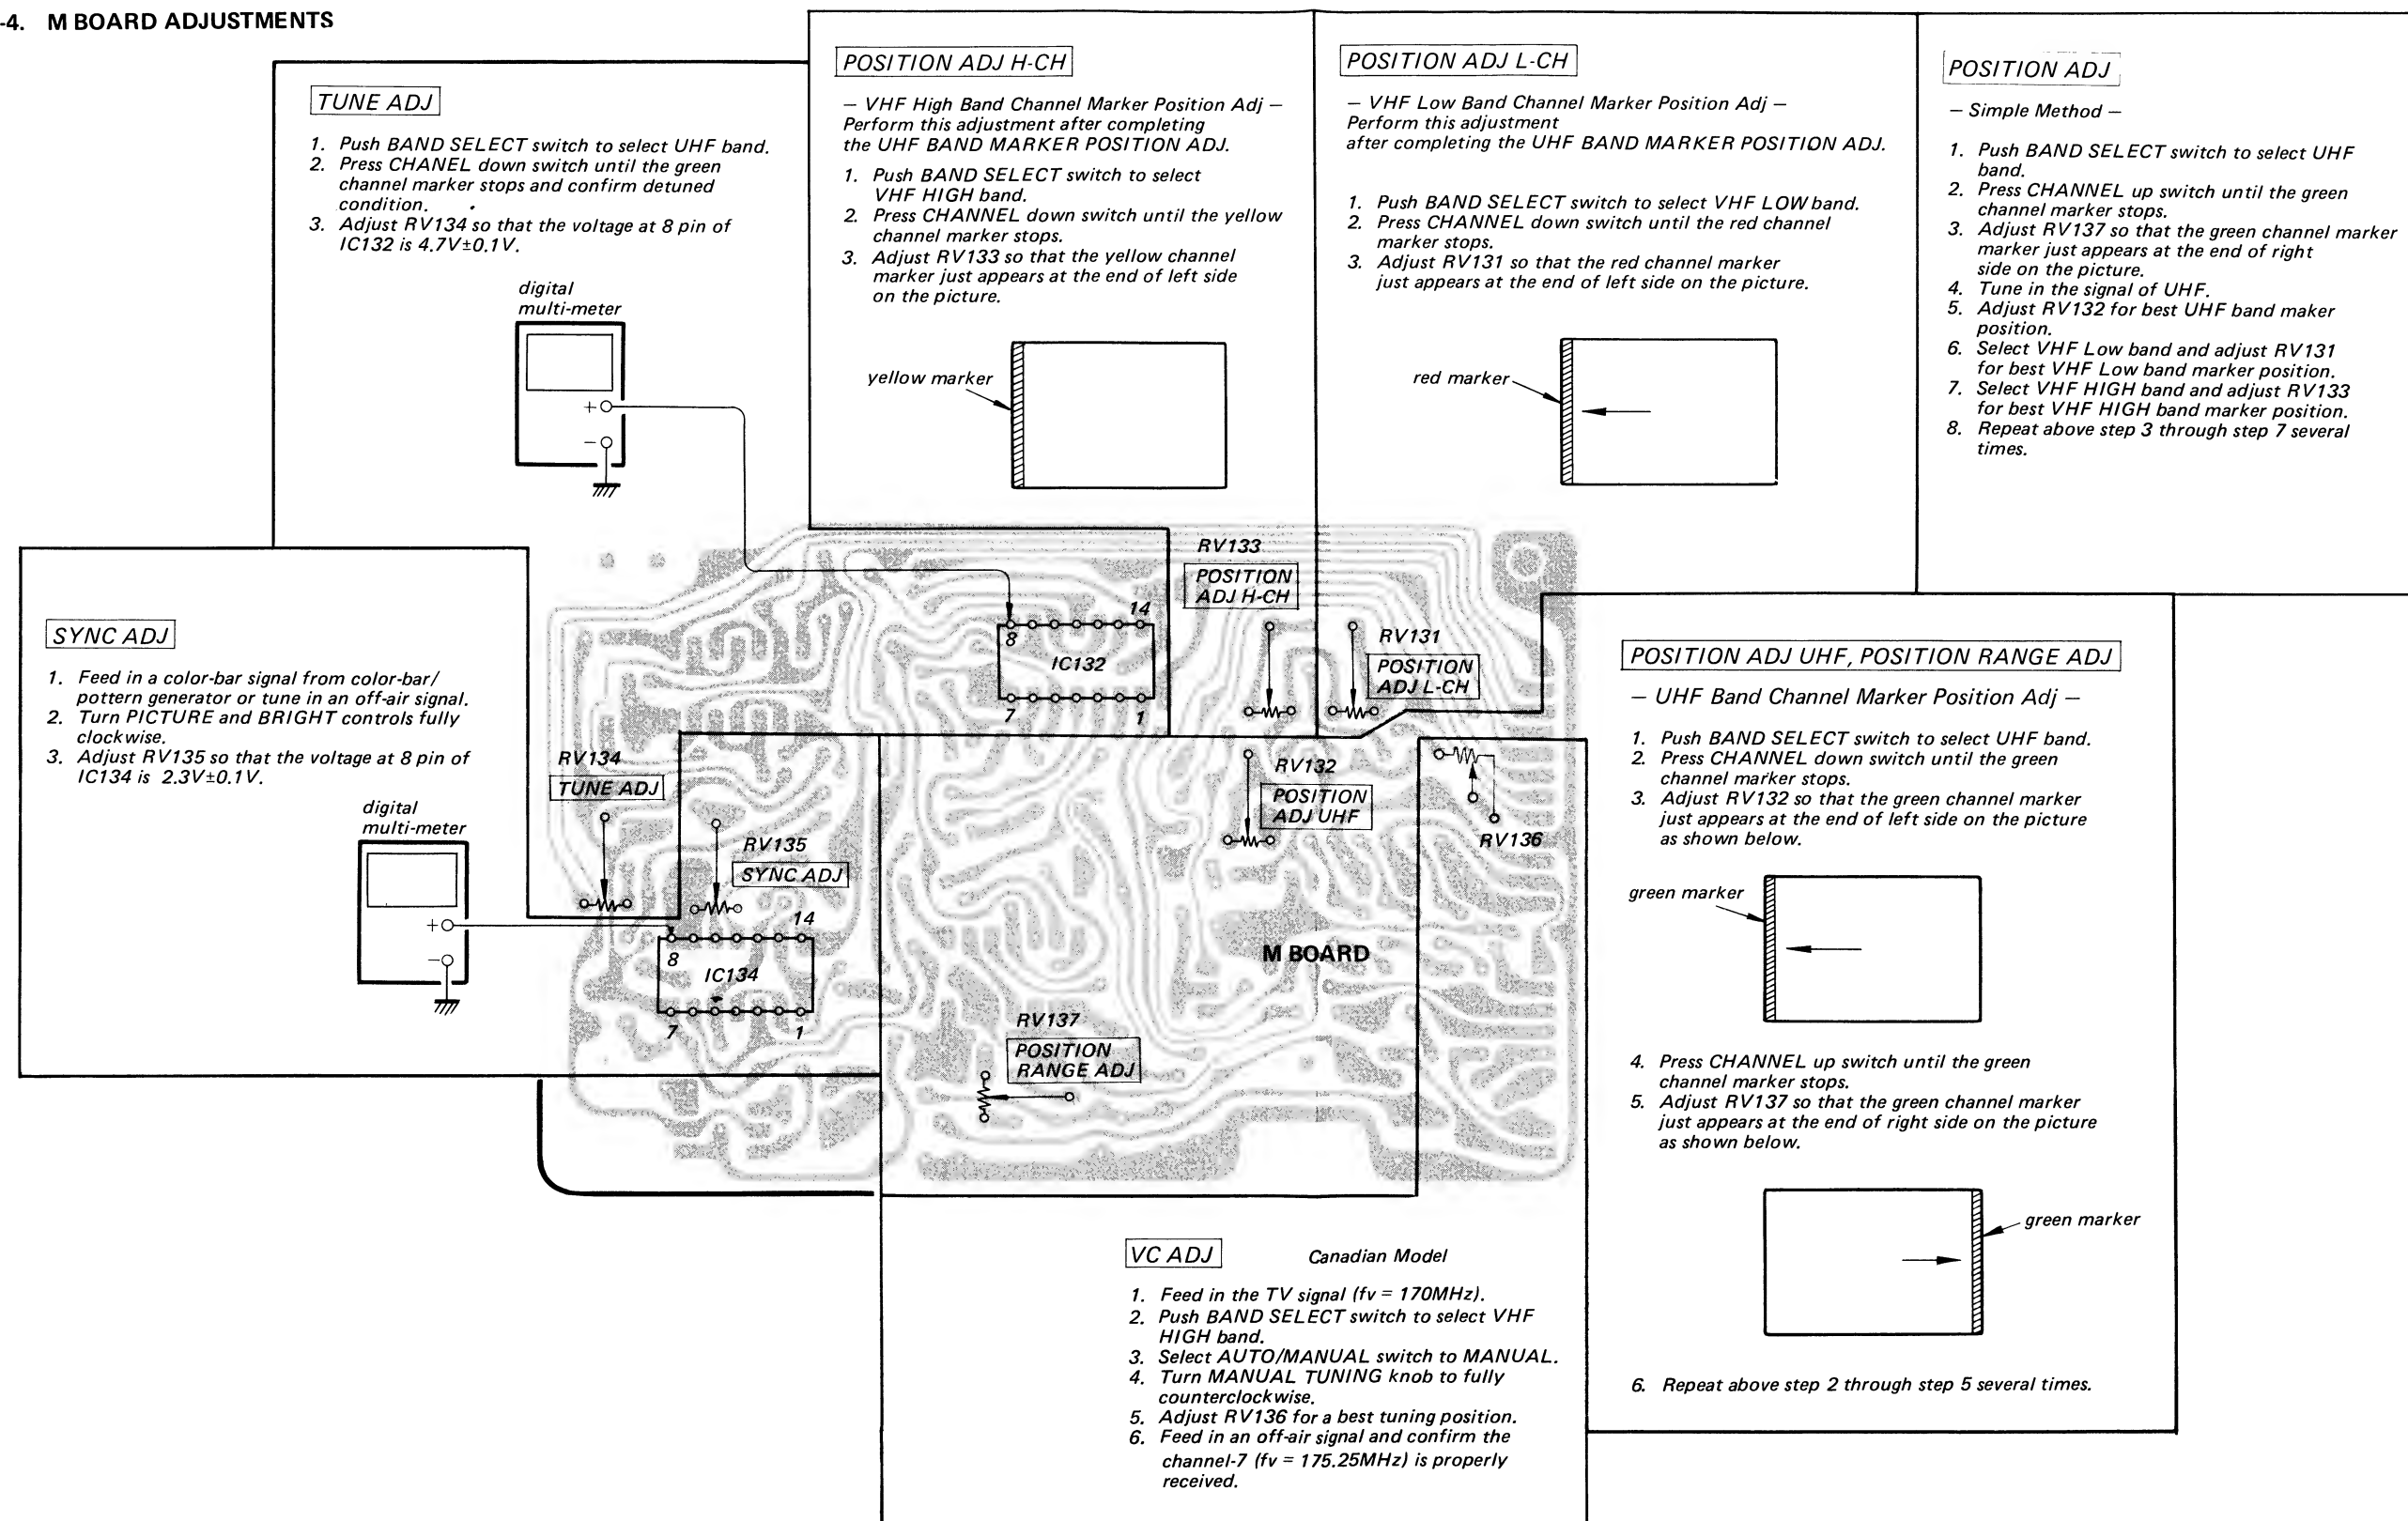 -4. M BOARD ADJUSTMENTS
TUNE ADJ
1. Push BAND SELECT switch to select UHF band.
2. Press CHANEL down switch until the green
channel marker stops and confirm detuned
condition.
3. Adjust RV134 so that the voltage at 8 pin of
IC132 is 4.7V±0.1V.
digital
multi-meter
+
−
POSITION ADJ H-CH
— VHF High Band Channel Marker Position Adj —
Perform this adjustment after completing
the UHF BAND MARKER POSITION ADJ.
1. Push BAND SELECT switch to select
VHF HIGH band.
2. Press CHANNEL down switch until the yellow
channel marker stops.
3. Adjust RV133 so that the yellow channel
marker just appears at the end of left side
on the picture.
yellow marker
POSITION ADJ L-CH
— VHF Low Band Channel Marker Position Adj —
Perform this adjustment
after completing the UHF BAND MARKER POSITION ADJ.
1. Push BAND SELECT switch to select VHF LOW band.
2. Press CHANNEL down switch until the red channel
marker stops.
3. Adjust RV131 so that the red channel marker
just appears at the end of left side on the picture.
red marker
POSITION ADJ
— Simple Method —
1. Push BAND SELECT switch to select UHF
band.
2. Press CHANNEL up switch until the green
channel marker stops.
3. Adjust RV137 so that the green channel marker
marker just appears at the end of right
side on the picture.
4. Tune in the signal of UHF.
5. Adjust RV132 for best UHF band maker
position.
6. Select VHF Low band and adjust RV131
for best VHF Low band marker position.
7. Select VHF HIGH band and adjust RV133
for best VHF HIGH band marker position.
8. Repeat above step 3 through step 7 several
times.
SYNC ADJ
1. Feed in a color-bar signal from color-bar/
pottern generator or tune in an off-air signal.
2. Turn PICTURE and BRIGHT controls fully
clockwise.
3. Adjust RV135 so that the voltage at 8 pin of
IC134 is 2.3V±0.1V.
digital
multi-meter
+
−
RV133
POSITION
ADJ H-CH
14
8
IC132
7
1
RV131
POSITION
ADJ L-CH
RV134
TUNE ADJ
RV135
SYNC ADJ
14
8
IC134
7
1
RV132
POSITION
ADJ UHF
RV136
M BOARD
RV137
POSITION
RANGE ADJ
POSITION ADJ UHF, POSITION RANGE ADJ
— UHF Band Channel Marker Position Adj —
1. Push BAND SELECT switch to select UHF band.
2. Press CHANNEL down switch until the green
channel marker stops.
3. Adjust RV132 so that the green channel marker
just appears at the end of left side on the picture
as shown below.
green marker
4. Press CHANNEL up switch until the green
channel marker stops.
5. Adjust RV137 so that the green channel marker
just appears at the end of right side on the picture
as shown below.
green marker
6. Repeat above step 2 through step 5 several times.
VC ADJ Canadian Model
1. Feed in the TV signal (fv = 170MHz).
2. Push BAND SELECT switch to select VHF
HIGH band.
3. Select AUTO/MANUAL switch to MANUAL.
4. Turn MANUAL TUNING knob to fully
counterclockwise.
5. Adjust RV136 for a best tuning position.
6. Feed in an off-air signal and confirm the
channel-7 (fv = 175.25MHz) is properly
received.